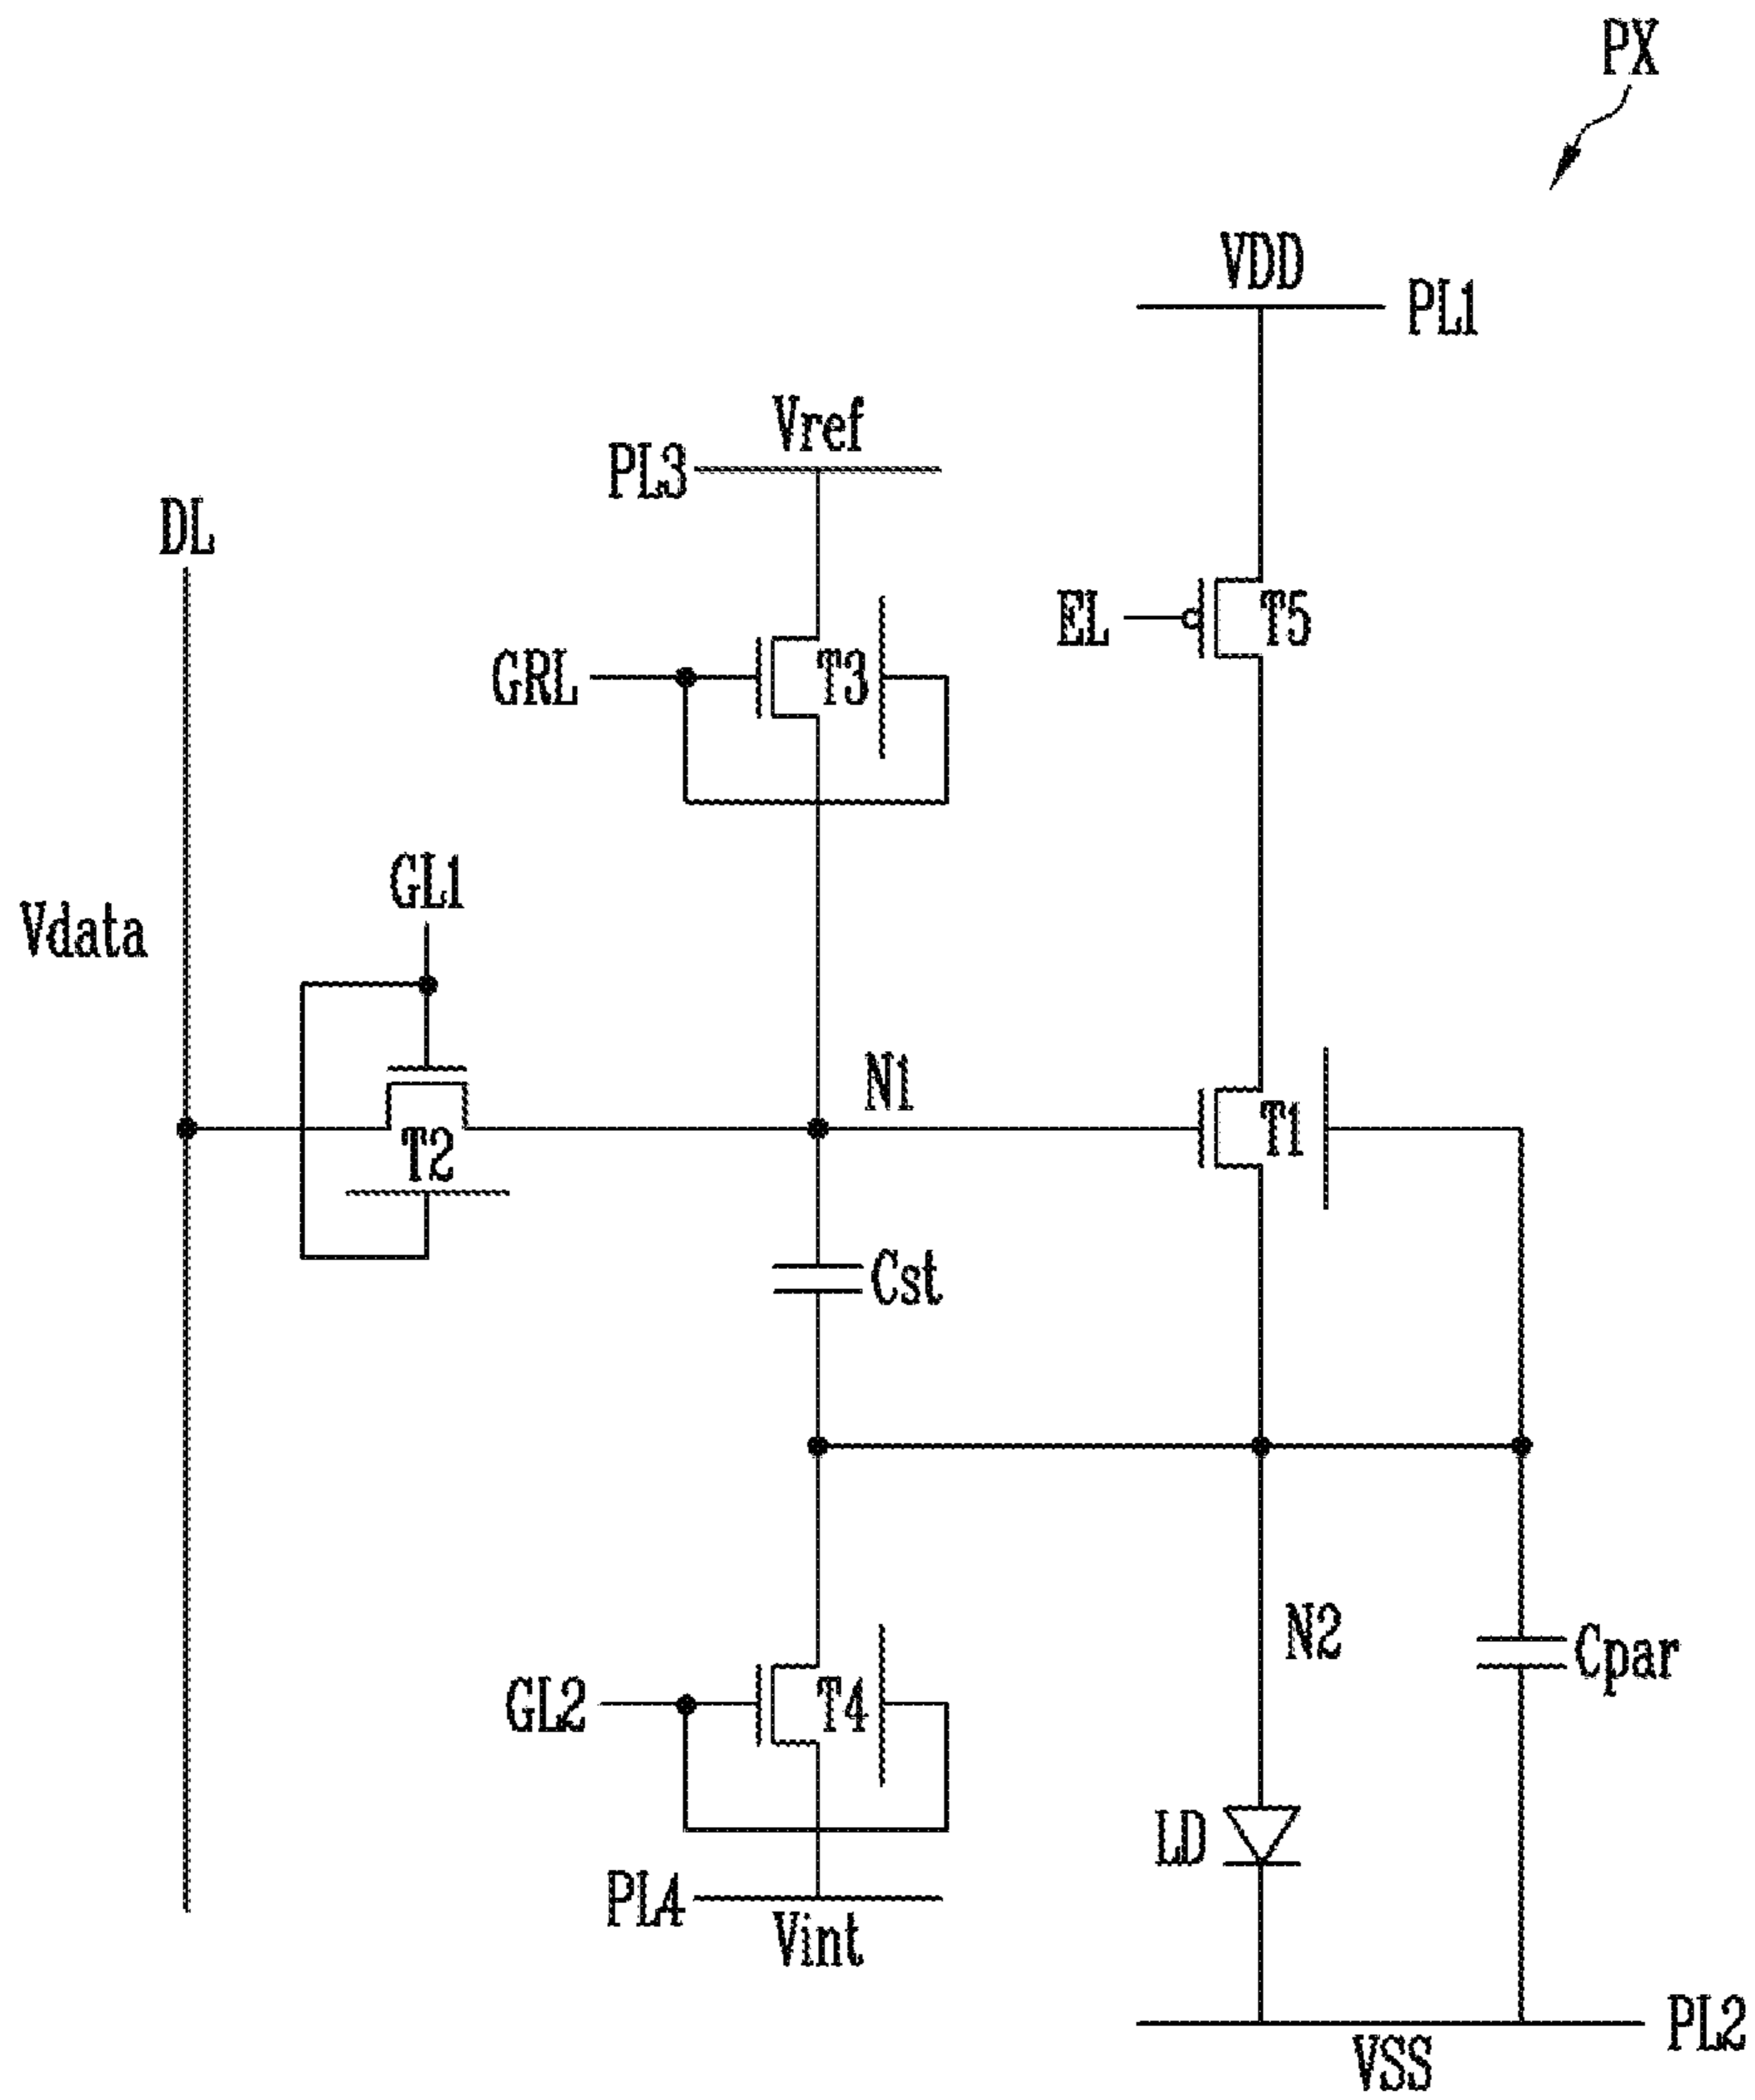 PX
VDD
PL1
Vref
PL3
DL
EL
T5
GRL
T3
GL1
Vdata
N1
T1
T2
Cst
N2
Cpar
GL2
T4
LD
PL4
Vint
PL2
VSS